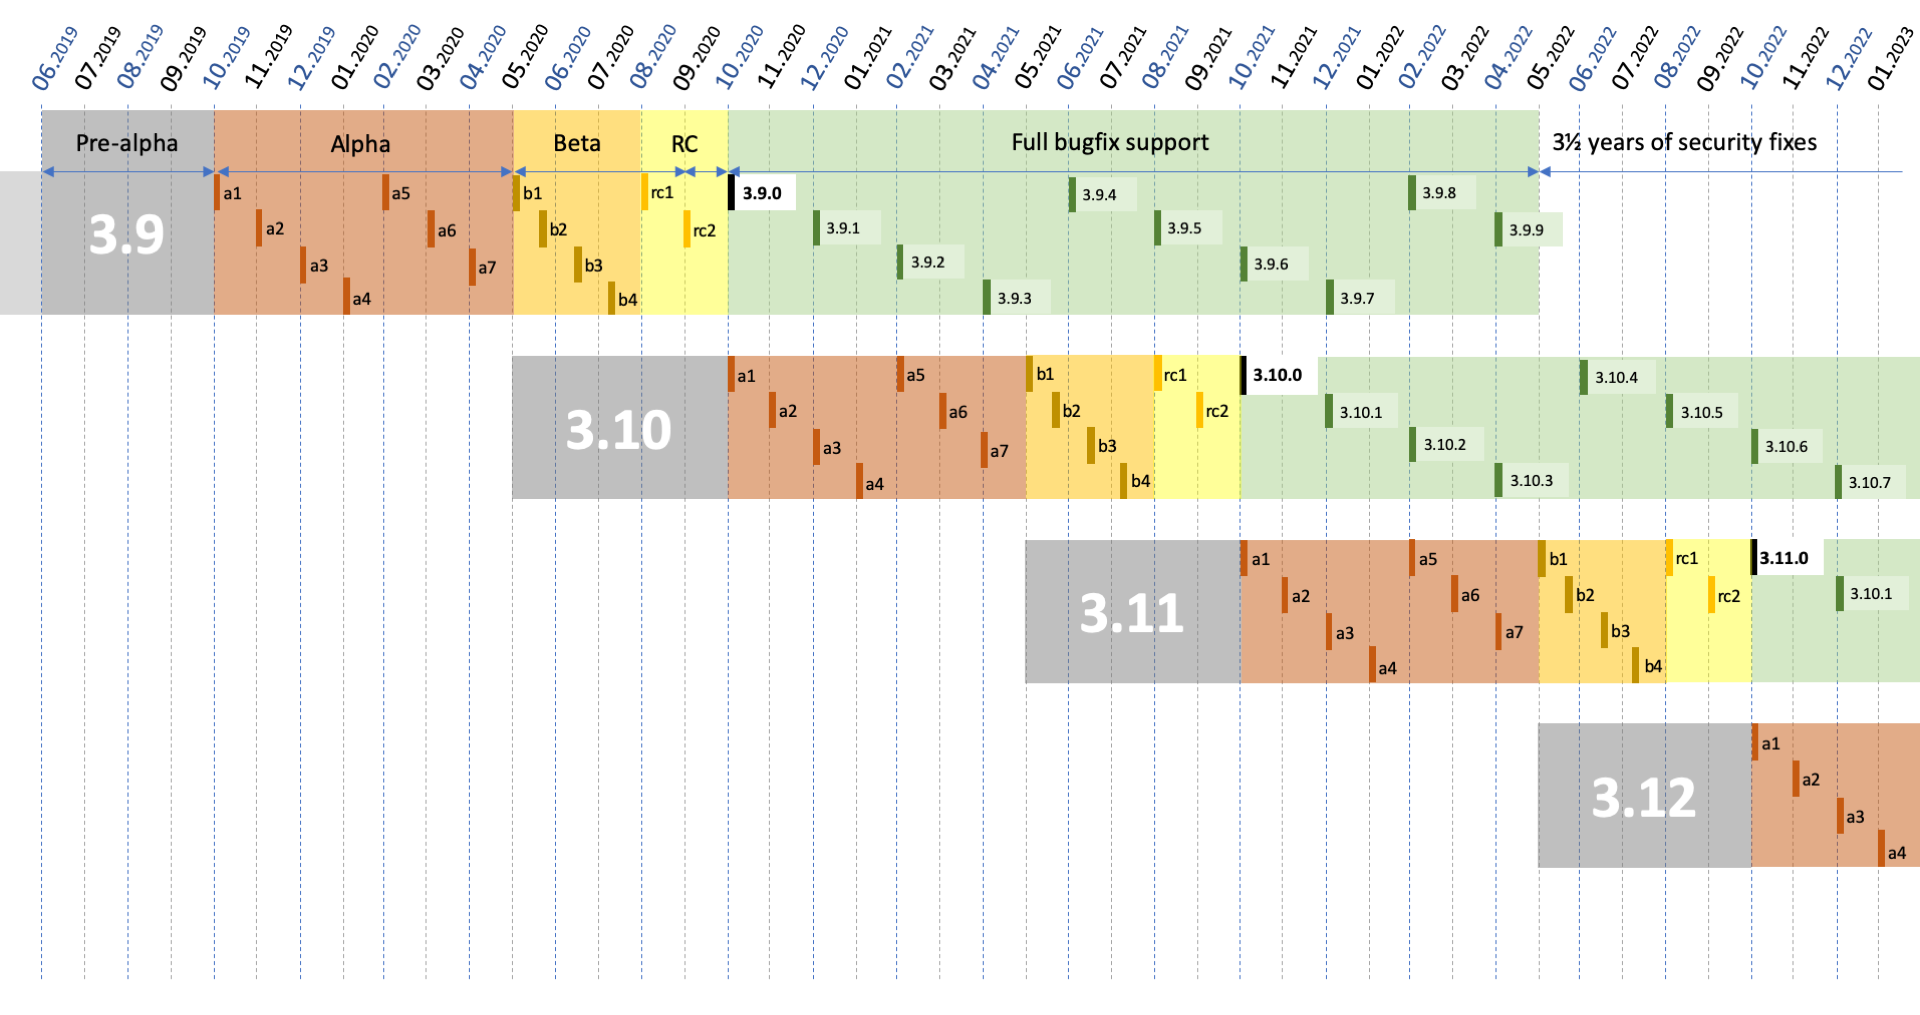 06.2019 07.2019 08.2019 09.2019 10.2019 11.2019 12.2019 01.2020 02.2020 03.2020 04.2020 05.2020 06.2020 07.2020 08.2020 09.2020 10.2020 11.2020 12.2020 01.2021 02.2021 03.2021 04.2021 05.2021 06.2021 07.2021 08.2021 09.2021 10.2021 11.2021 12.2021 01.2022 02.2022 03.2022 04.2022 05.2022 06.2022 07.2022 08.2022 09.2022 10.2022 11.2022 12.2022 01.2023
Pre-alpha Alpha Beta RC Full bugfix support 3½ years of security fixes
3.9
a1 a5 b1 rc1 3.9.0 3.9.4 3.9.8
a2 a6 b2 rc2 3.9.1 3.9.5 3.9.9
a3 a7 b3 3.9.2 3.9.6
a4 b4 3.9.3 3.9.7
3.10
a1 a5 b1 rc1 3.10.0 3.10.4
a2 a6 b2 rc2 3.10.1 3.10.5
a3 a7 b3 3.10.2 3.10.6
a4 b4 3.10.3 3.10.7
3.11
a1 a5 b1 rc1 3.11.0
a2 a6 b2 rc2 3.10.1
a3 a7 b3
a4 b4
3.12
a1
a2
a3
a4